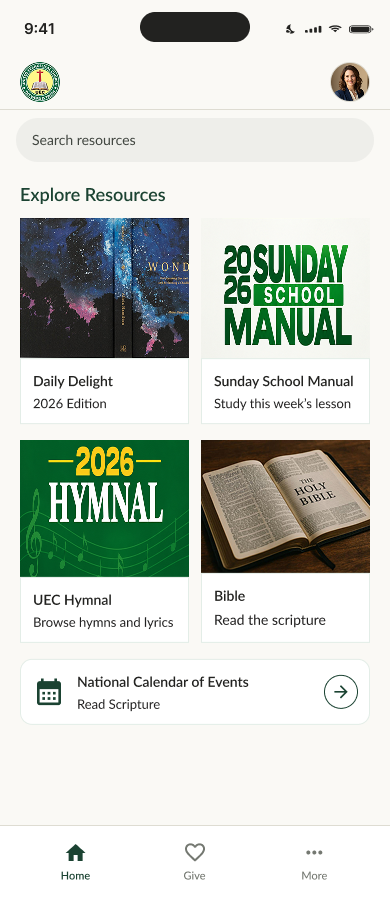 9:41
UEC
Search resources
Explore Resources
WOND
2026 SUNDAY
SCHOOL
MANUAL
Daily Delight
2026 Edition
Sunday School Manual
Study this week's lesson
2026
HYMNAL
THE
HOLY
BIBLE
UEC Hymnal
Browse hymns and lyrics
Bible
Read the scripture
National Calendar of Events
Read Scripture
Home
Give
More